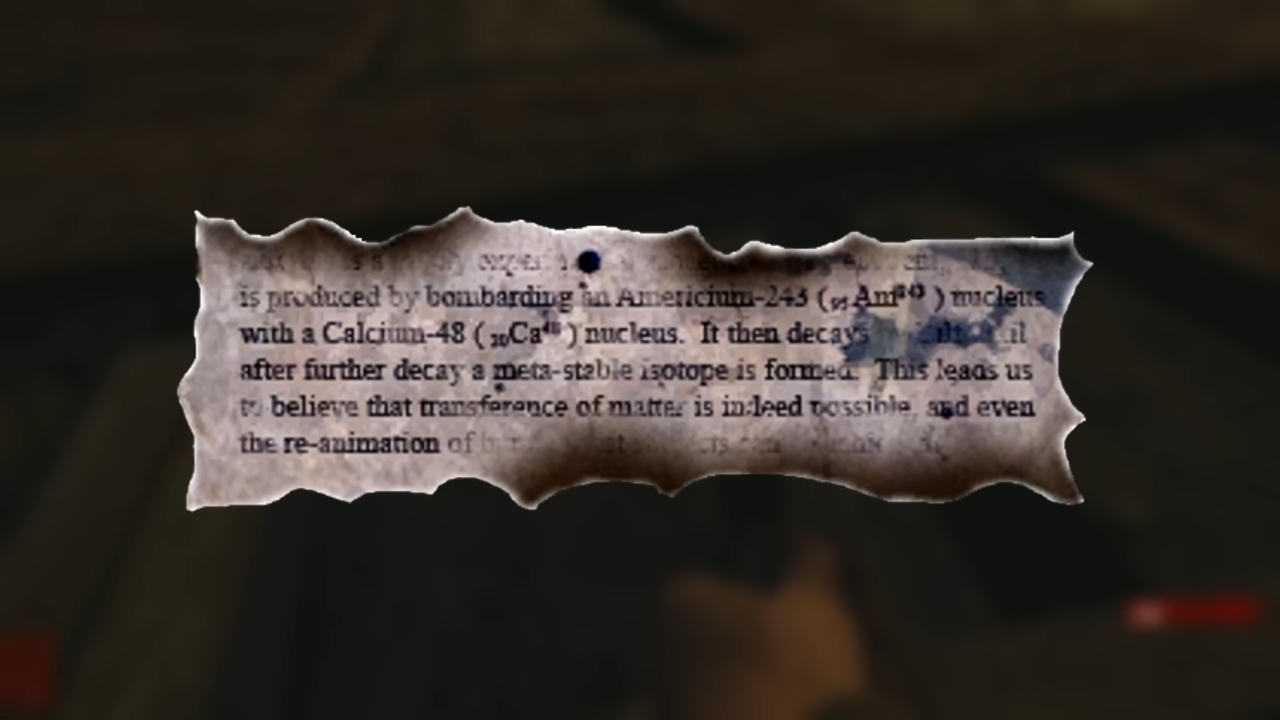 is produced by bombarding an Americium-243 ( ₉₅Am²⁴³ ) nucleus
with a Calcium-48 ( ₂₀Ca⁴⁸ ) nucleus. It then decays
after further decay a meta-stable isotope is formed. This leads us
to believe that transference of matter is indeed possible, and even
the re-animation of